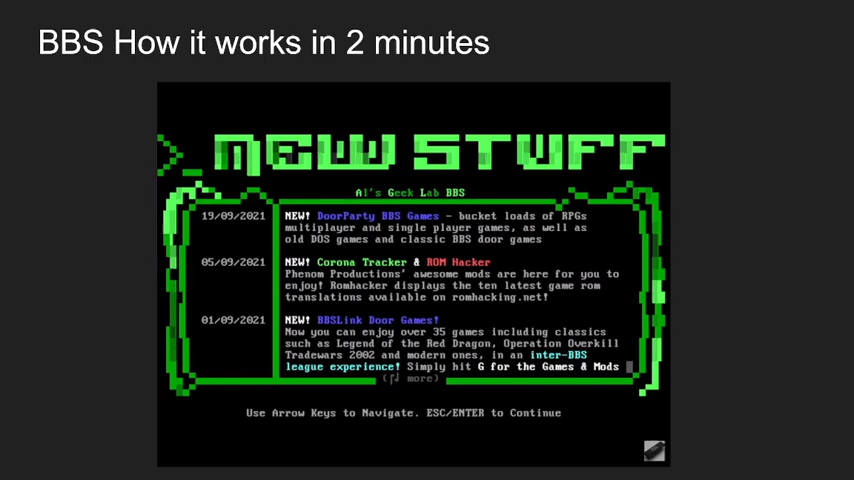 BBS How it works in 2 minutes
NEW STUFF
Al's Geek Lab BBS
19/09/2021 NEW! DoorParty BBS Games - bucket loads of RPGs
multiplayer and single player games, as well as
old DOS games and classic BBS door games
05/09/2021 NEW! Corona Tracker & ROM Hacker
Phenom Productions' awesome mods are here for you to
enjoy! Romhacker displays the ten latest game rom
translations available on romhacking.net!
01/09/2021 NEW! BBSLink Door Games!
Now you can enjoy over 35 games including classics
such as Legend of the Red Dragon, Operation Overkill
Tradewars 2002 and modern ones, in an inter-BBS
league experience! Simply hit G for the Games & Mods
(↑↓ more)
Use Arrow Keys to Navigate. ESC/ENTER to Continue